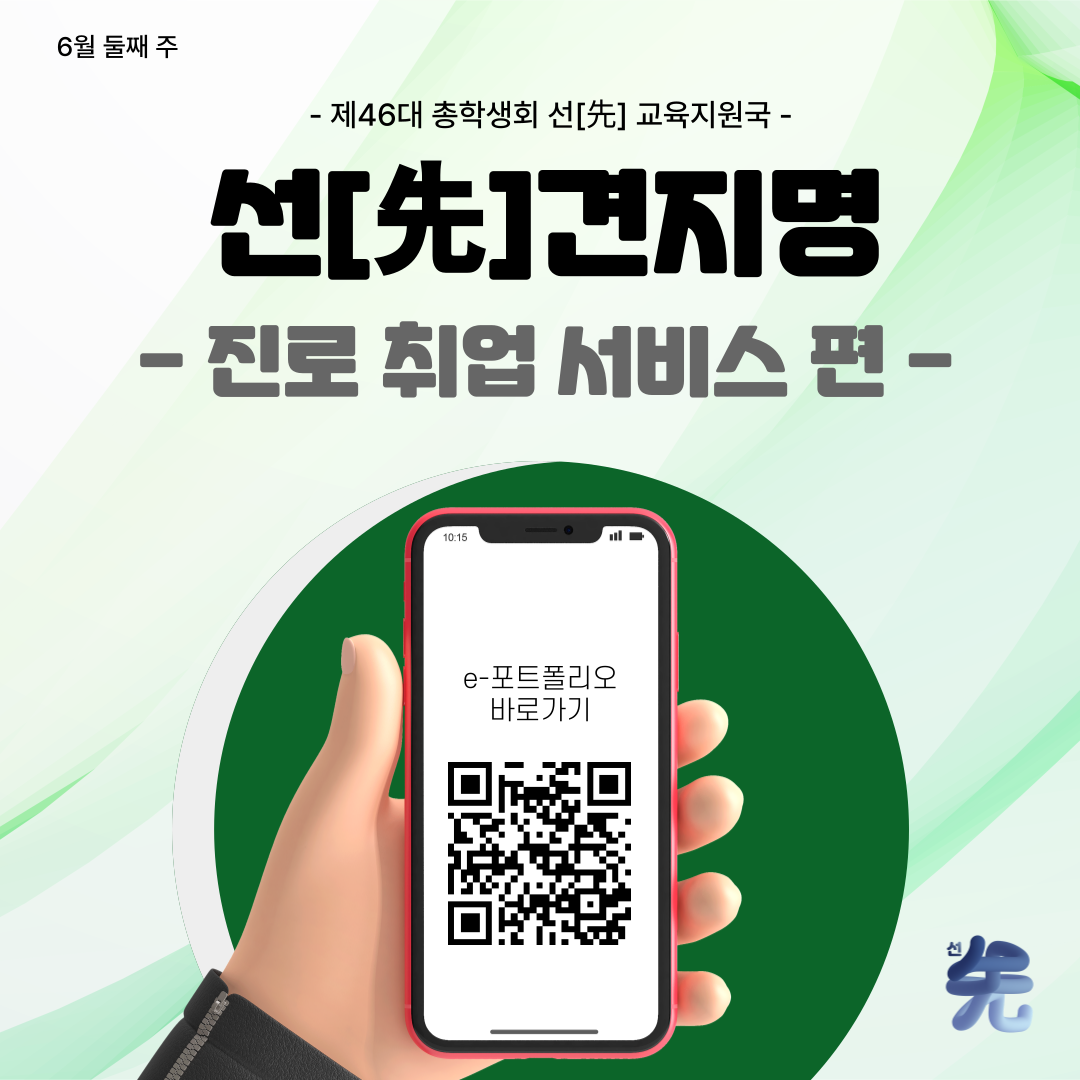 6월 둘째 주
- 제46대 총학생회 선[先] 교육지원국 -
선[先]견지명
- 진로 취업 서비스 편 -
10:15
e-포트폴리오
바로가기
선 先